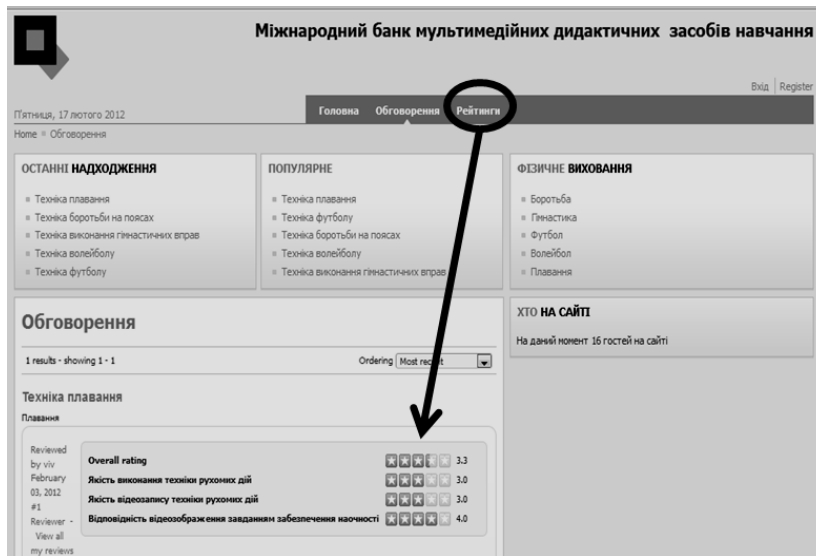 Міжнародний банк мультимедійних дидактичних засобів навчання
Вхід | Register
П'ятниця, 17 лютого 2012
Головна Обговорення Рейтинги
Home Обговорення
ОСТАННІ НАДХОДЖЕННЯ
Техніка плавання
Техніка боротьби на поясах
Техніка виконання гімнастичних вправ
Техніка волейболу
Техніка футболу
ПОПУЛЯРНЕ
Техніка плавання
Техніка футболу
Техніка боротьби на поясах
Техніка волейболу
Техніка виконання гімнастичних вправ
ФІЗИЧНЕ ВИХОВАННЯ
Боротьба
Гімнастика
Футбол
Волейбол
Плавання
Обговорення
1 results - showing 1 - 1
Ordering Most recent
Техніка плавання
Плавання
Reviewed
by viv
February
03, 2012
#1
Reviewer -
View all
my reviews
Overall rating 3.3
Якість виконання техніки рухомих дій 3.0
Якість відеозапису техніки рухомих дій 3.0
Відповідність відеозображення завданням забезпечення наочності 4.0
ХТО НА САЙТІ
На даний момент 16 гостей на сайті